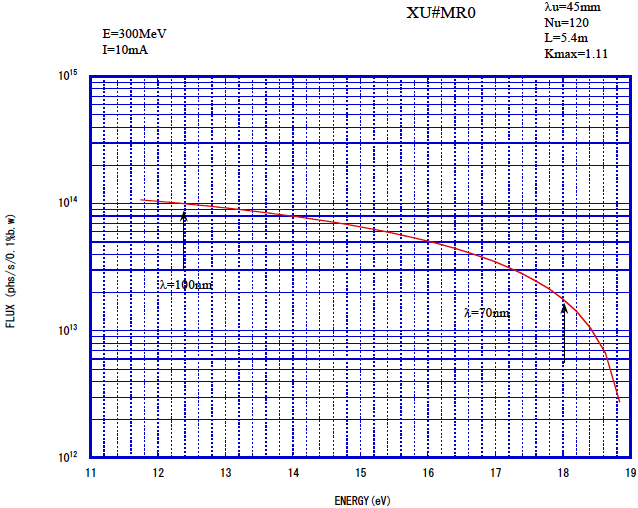 XU#MR0
λu=45mm
Nu=120
L=5.4m
Kmax=1.11
E=300MeV
I=10mA
10¹⁵
10¹⁴
10¹³
10¹²
FLUX (phs/s/0.1%b.w)
λ=100nm
λ=70nm
11 12 13 14 15 16 17 18 19
ENERGY(eV)